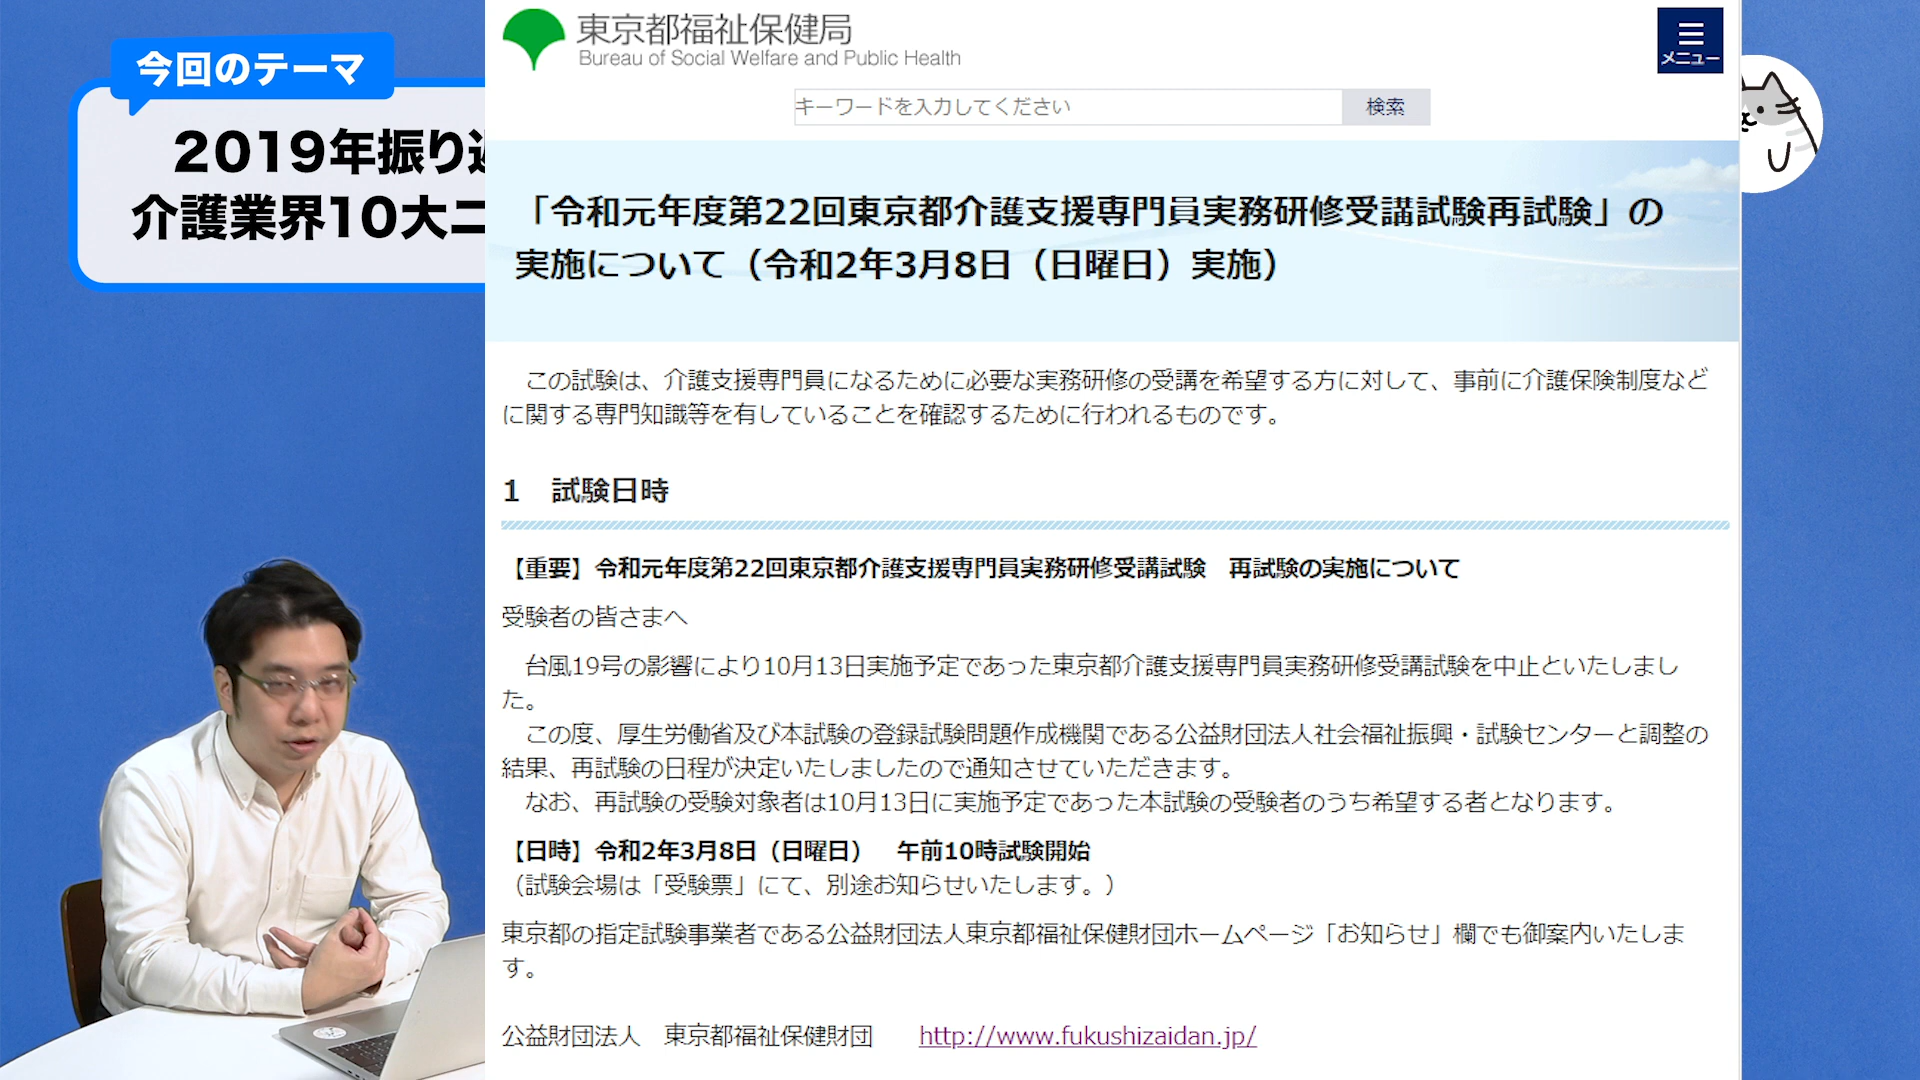 今回のテーマ
2019年振り
介護業界10大ニ
東京都福祉保健局
Bureau of Social Welfare and Public Health
メニュー
キーワードを入力してください
検索
「令和元年度第22回東京都介護支援専門員実務研修受講試験再試験」の
実施について（令和2年3月8日（日曜日）実施）
この試験は、介護支援専門員になるために必要な実務研修の受講を希望する方に対して、事前に介護保険制度など
に関する専門知識等を有していることを確認するために行われるものです。
1　試験日時
【重要】令和元年度第22回東京都介護支援専門員実務研修受講試験　再試験の実施について
受験者の皆さまへ
台風19号の影響により10月13日実施予定であった東京都介護支援専門員実務研修受講試験を中止といたしまし
た。
この度、厚生労働省及び本試験の登録試験問題作成機関である公益財団法人社会福祉振興・試験センターと調整の
結果、再試験の日程が決定いたしましたので通知させていただきます。
なお、再試験の受験対象者は10月13日に実施予定であった本試験の受験者のうち希望する者となります。
【日時】令和2年3月8日（日曜日）　午前10時試験開始
（試験会場は「受験票」にて、別途お知らせいたします。）
東京都の指定試験事業者である公益財団法人東京都福祉保健財団ホームページ「お知らせ」欄でも御案内いたしま
す。
公益財団法人　東京都福祉保健財団　　http://www.fukushizaidan.jp/